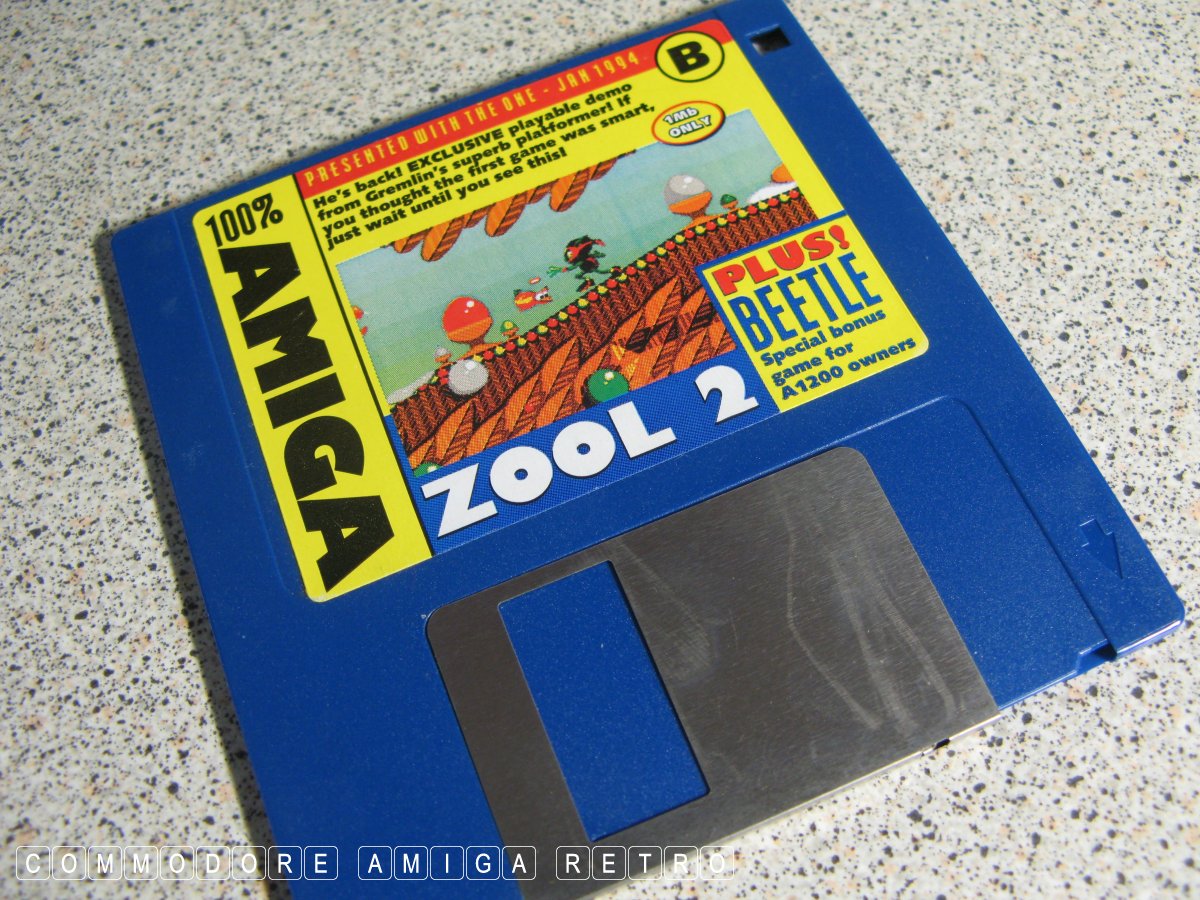 PRESENTED WITH THE ONE - JAN 1994
B
He's back! EXCLUSIVE playable demo
from Gremlin's superb platformer! If
you thought the first game was smart,
just wait until you see this!
1Mb
ONLY
100%
AMIGA
PLUS!
BEETLE
Special bonus
game for
A1200 owners
ZOOL 2
COMMODORE AMIGA RETRO